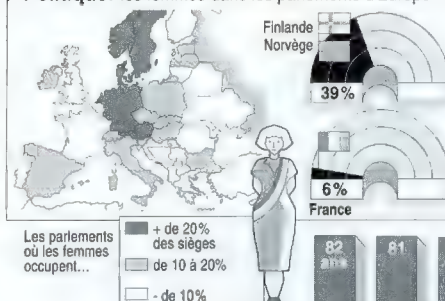 Finlande
Norvège
39%
6%
France
Les parlements
où les femmes
occupent...
+ de 20%
des sièges
de 10 à 20%
- de 10%
82
81